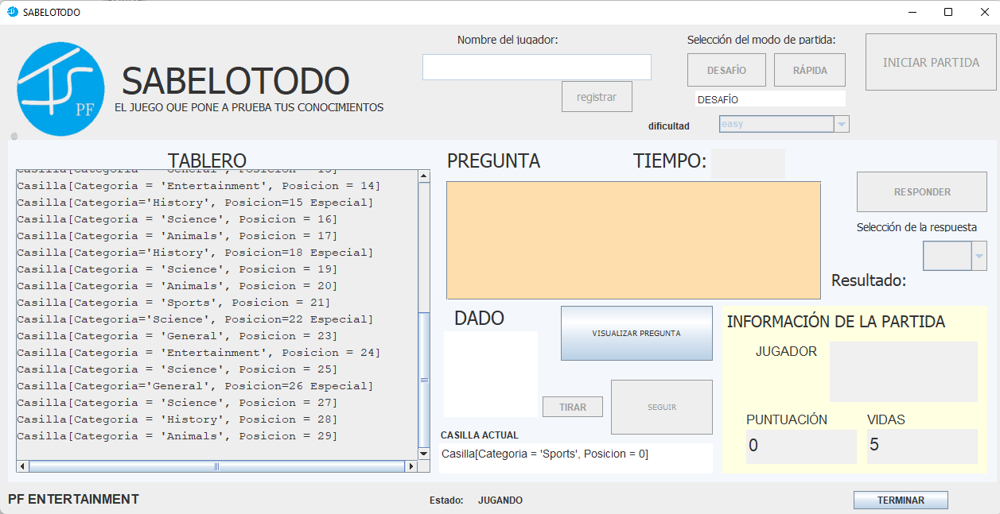 SABELOTODO
Nombre del jugador:
Selección del modo de partida:
DESAFÍO
RÁPIDA
INICIAR PARTIDA
PF
SABELOTODO
EL JUEGO QUE PONE A PRUEBA TUS CONOCIMIENTOS
registrar
DESAFÍO
dificultad
easy
TABLERO
Casilla[Categoria = 'General', Posicion = 13]
Casilla[Categoria = 'Entertainment', Posicion = 14]
Casilla[Categoria='History', Posicion=15 Especial]
Casilla[Categoria = 'Science', Posicion = 16]
Casilla[Categoria = 'Animals', Posicion = 17]
Casilla[Categoria='History', Posicion=18 Especial]
Casilla[Categoria = 'Science', Posicion = 19]
Casilla[Categoria = 'Animals', Posicion = 20]
Casilla[Categoria = 'Sports', Posicion = 21]
Casilla[Categoria='Science', Posicion=22 Especial]
Casilla[Categoria = 'General', Posicion = 23]
Casilla[Categoria = 'Entertainment', Posicion = 24]
Casilla[Categoria = 'Science', Posicion = 25]
Casilla[Categoria='General', Posicion=26 Especial]
Casilla[Categoria = 'Science', Posicion = 27]
Casilla[Categoria = 'History', Posicion = 28]
Casilla[Categoria = 'Animals', Posicion = 29]
PREGUNTA
TIEMPO:
RESPONDER
Selección de la respuesta
Resultado:
DADO
VISUALIZAR PREGUNTA
TIRAR
SEGUIR
CASILLA ACTUAL
Casilla[Categoria = 'Sports', Posicion = 0]
INFORMACIÓN DE LA PARTIDA
JUGADOR
PUNTUACIÓN
VIDAS
0
5
PF ENTERTAINMENT
Estado:
JUGANDO
TERMINAR